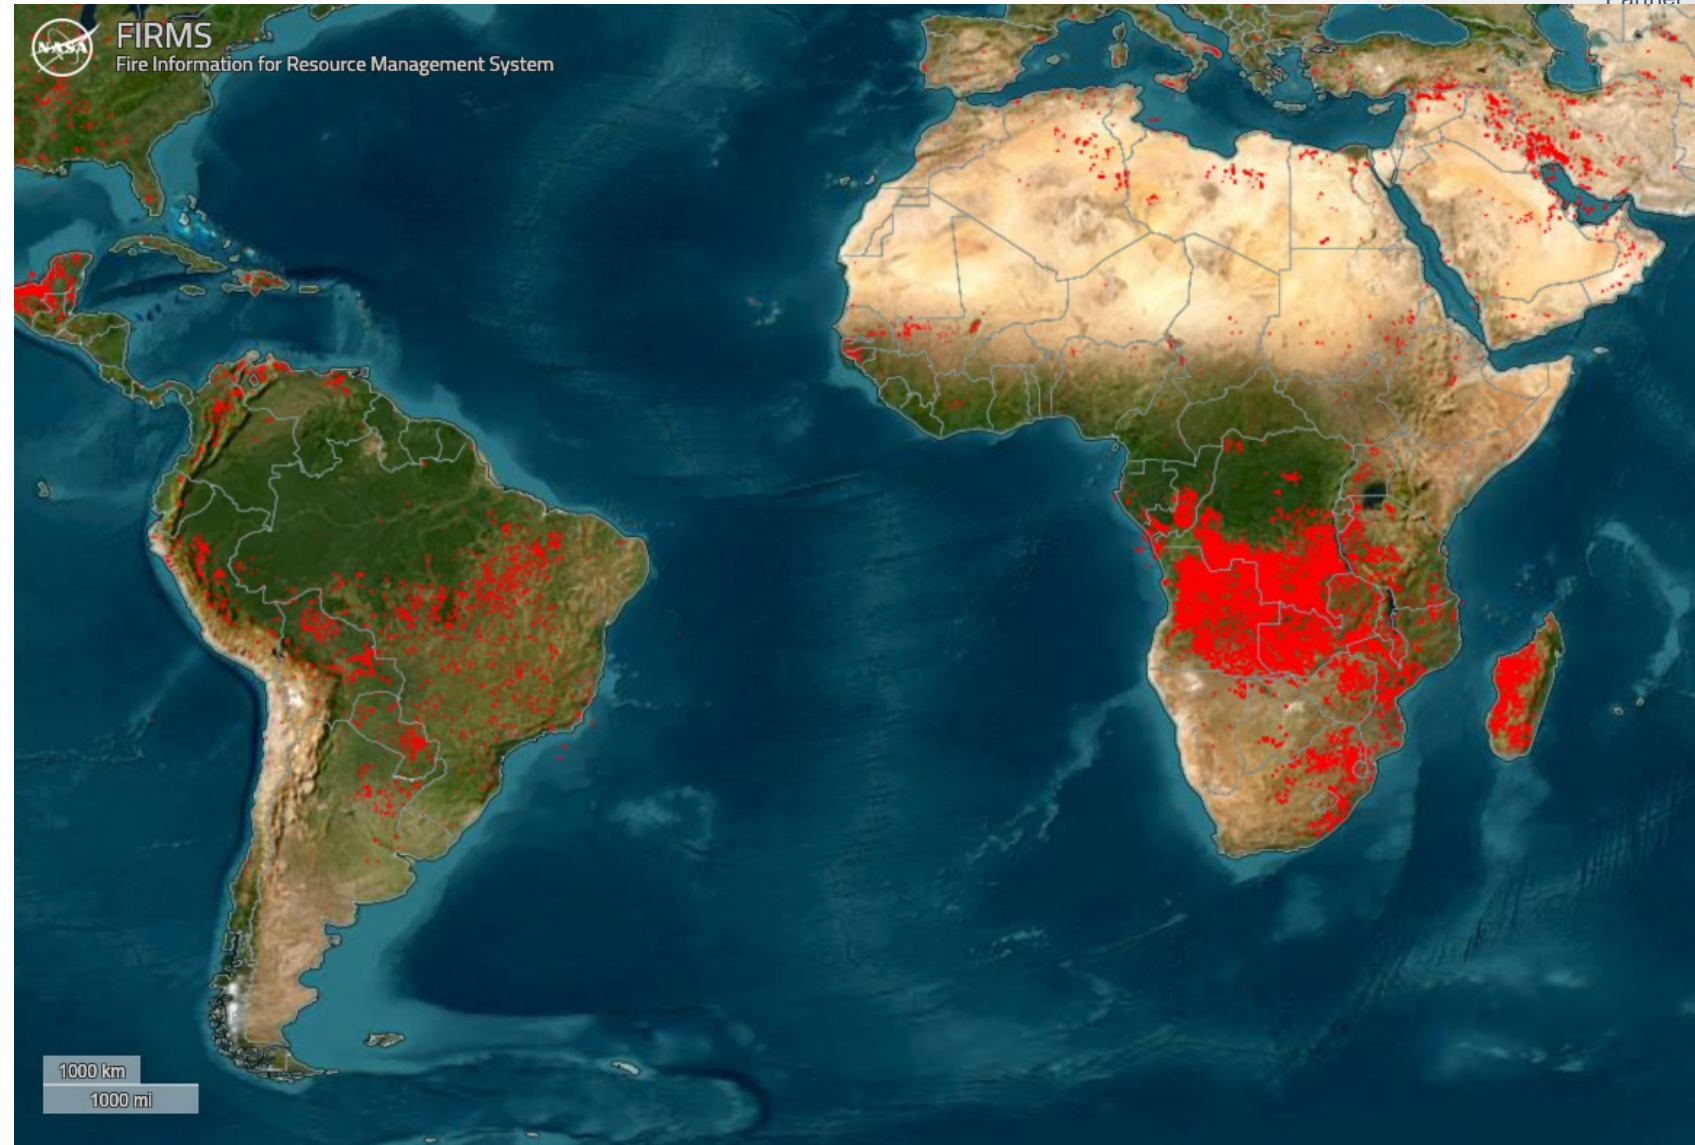 NASA
FIRMS
Fire Information for Resource Management System
1000 km
1000 mi